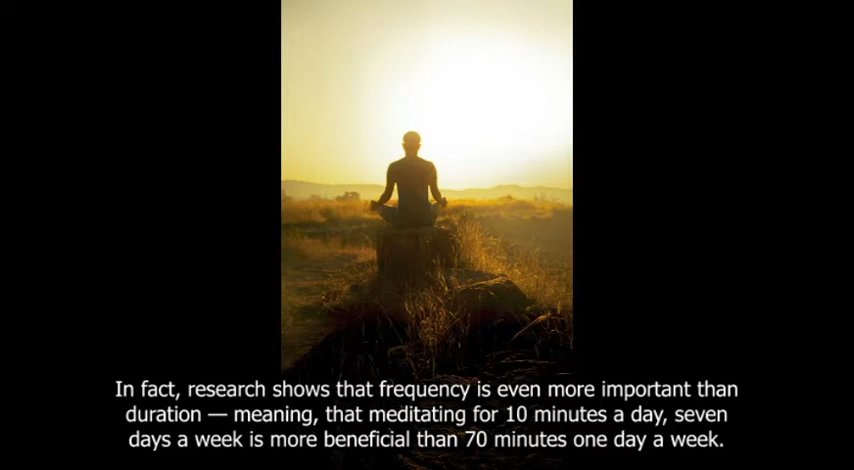 In fact, research shows that frequency is even more important than
duration — meaning, that meditating for 10 minutes a day, seven
days a week is more beneficial than 70 minutes one day a week.